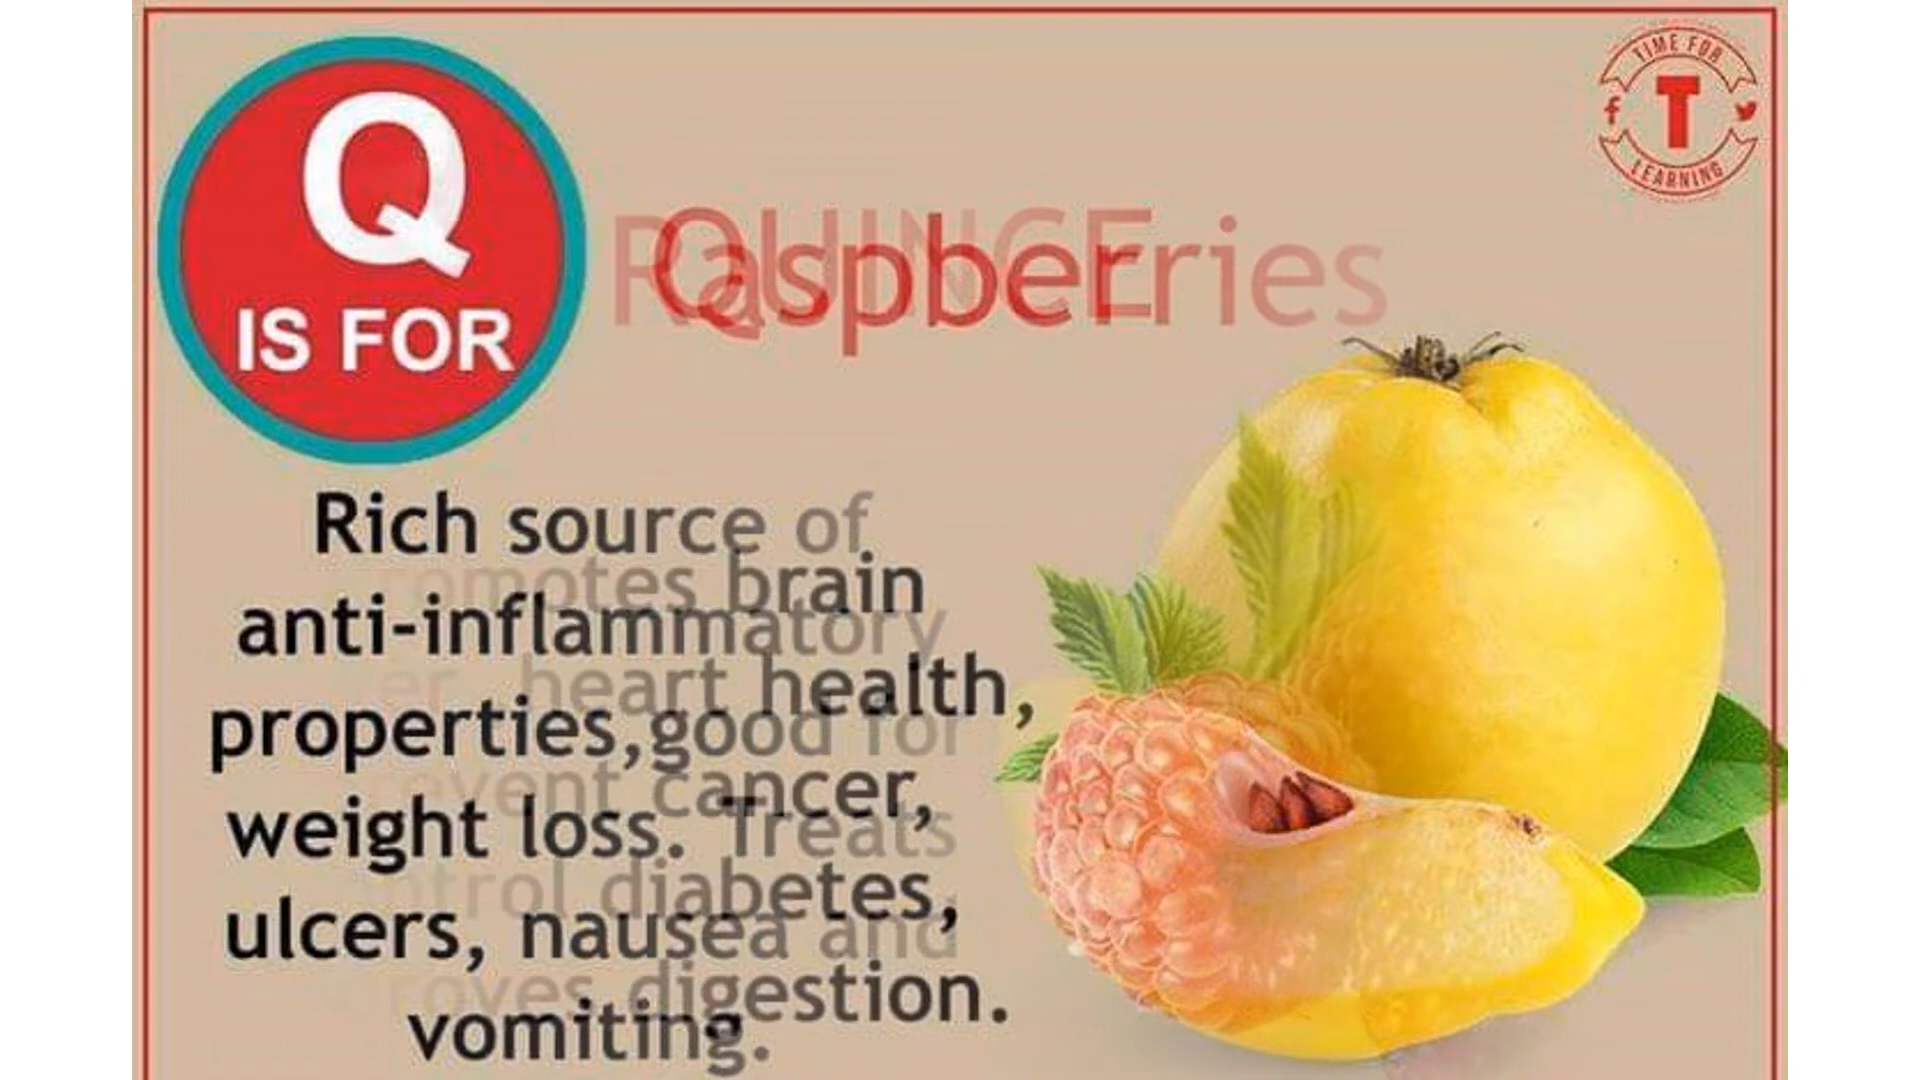 Q
IS FOR
QUINCE
Raspberries
TIME FOR
T
LEARNING
Rich source of
anti-inflammatory
properties,good for
weight loss. Treats
ulcers, nausea and
vomiting.
brain
heart health,
cancer,
diabetes,
digestion.